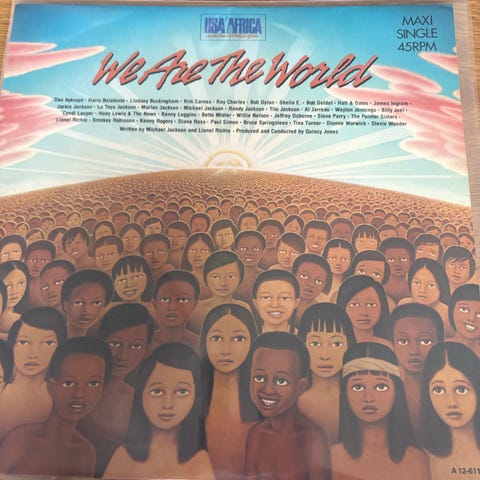 USA for AFRICA
MAXI
SINGLE
45RPM
We Are The World
Dan Aykroyd · Harry Belafonte · Lindsey Buckingham · Kim Carnes · Ray Charles · Bob Dylan · Sheila E. · Bob Geldof · Hall & Oates · James Ingram ·
Jackie Jackson · La Toya Jackson · Marlon Jackson · Michael Jackson · Randy Jackson · Tito Jackson · Al Jarreau · Waylon Jennings · Billy Joel ·
Cyndi Lauper · Huey Lewis & The News · Kenny Loggins · Bette Midler · Willie Nelson · Jeffrey Osborne · Steve Perry · The Pointer Sisters ·
Lionel Richie · Smokey Robinson · Kenny Rogers · Diana Ross · Paul Simon · Bruce Springsteen · Tina Turner · Dionne Warwick · Stevie Wonder
Written by Michael Jackson and Lionel Richie · Produced and Conducted by Quincy Jones
A 12-611